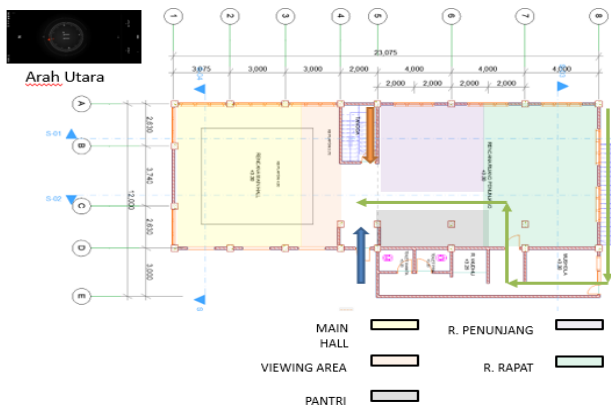 1
2
3
4
5
6
7
8
23,075
3,075
3,000
3,000
2,000
4,000
4,000
4,000
2,000
2,000
2,000
2,000
Arah Utara
A
B
C
D
E
S-01
S-02
2,630
3,740
2,630
3,000
12,000
TANGGA
MUSHOLA
MAIN
HALL
R. PENUNJANG
VIEWING AREA
R. RAPAT
PANTRI